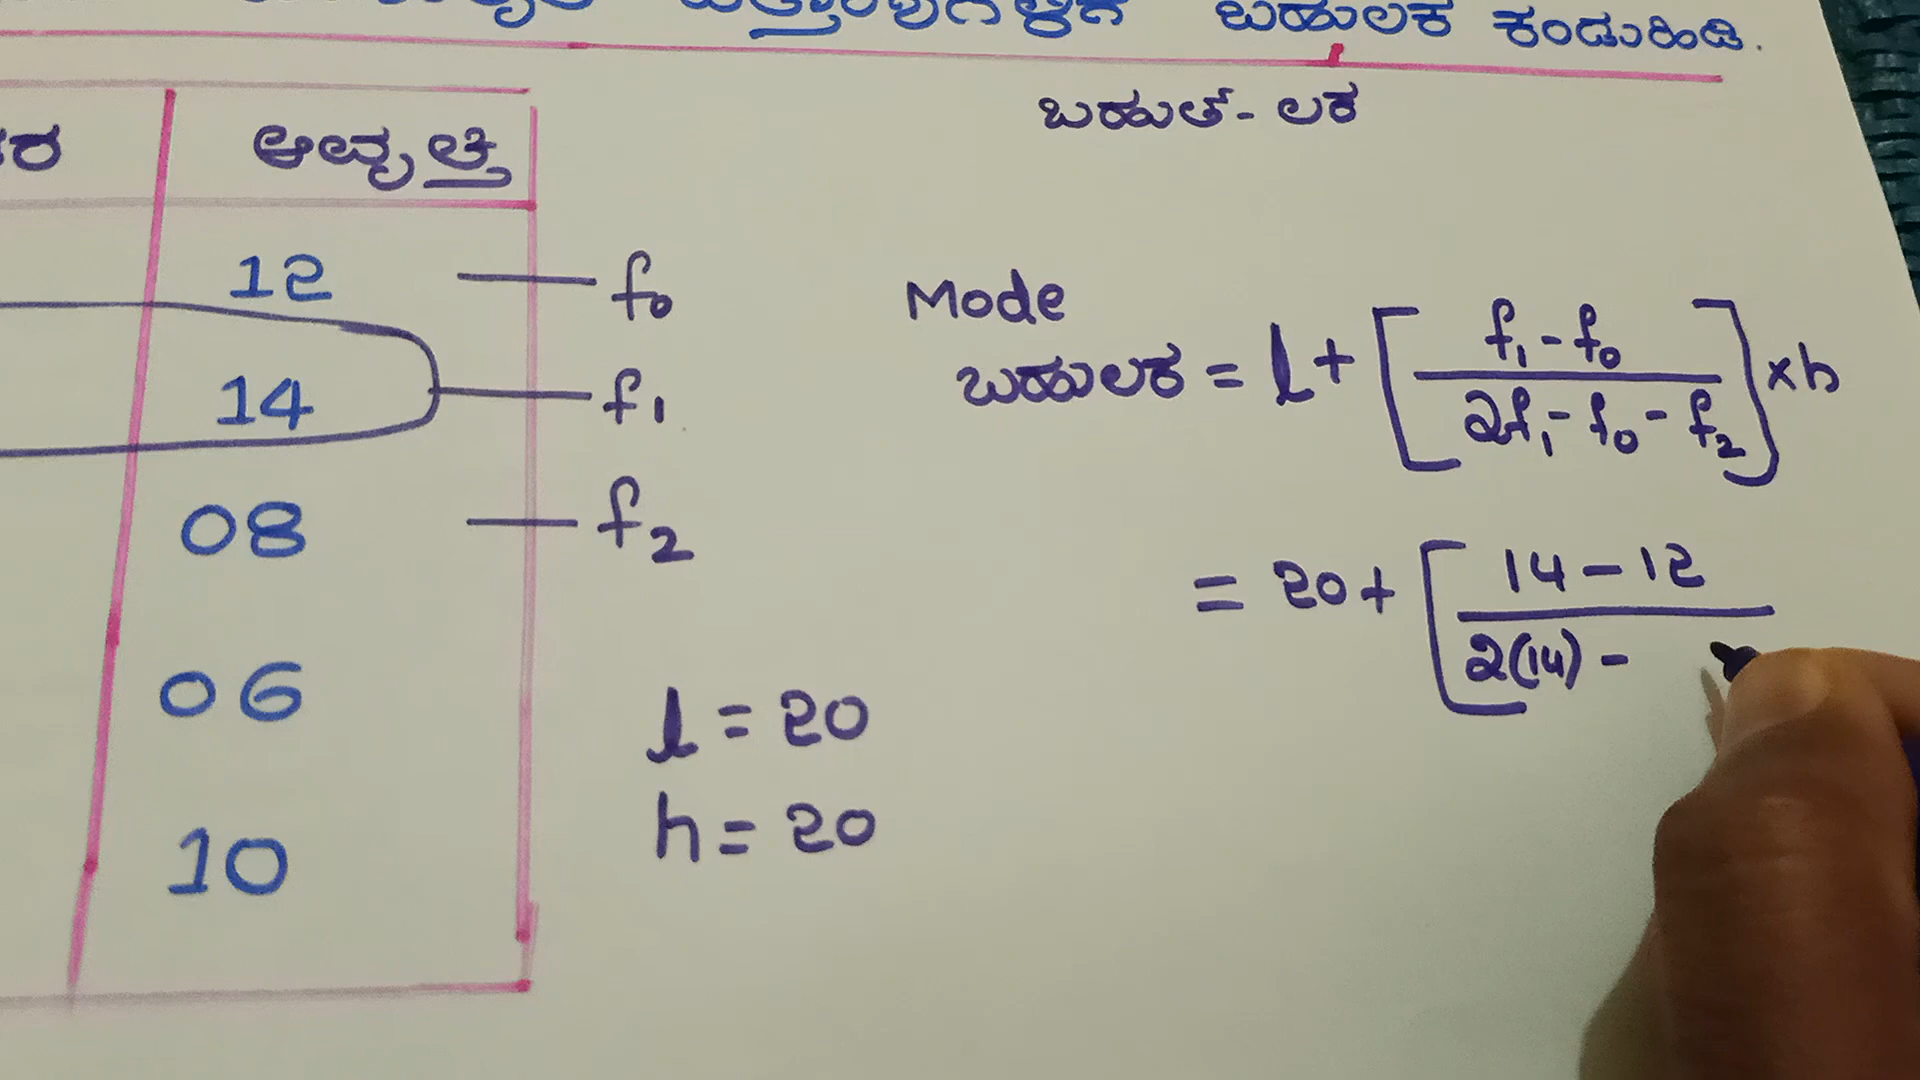 ಬಹುಲಕ ಕಂಡುಹಿಡಿ.
ಬಹುತ್-ಲಕ
ಆವೃತ್ತಿ
12 — f₀
14 — f₁
08 — f₂
06
10
l = 20
h = 20
Mode
ಬಹುಲಕ = l + [ f₁ - f₀ / 2f₁ - f₀ - f₂ ] × h
= 20 + [ 14 - 12 / 2(14) -